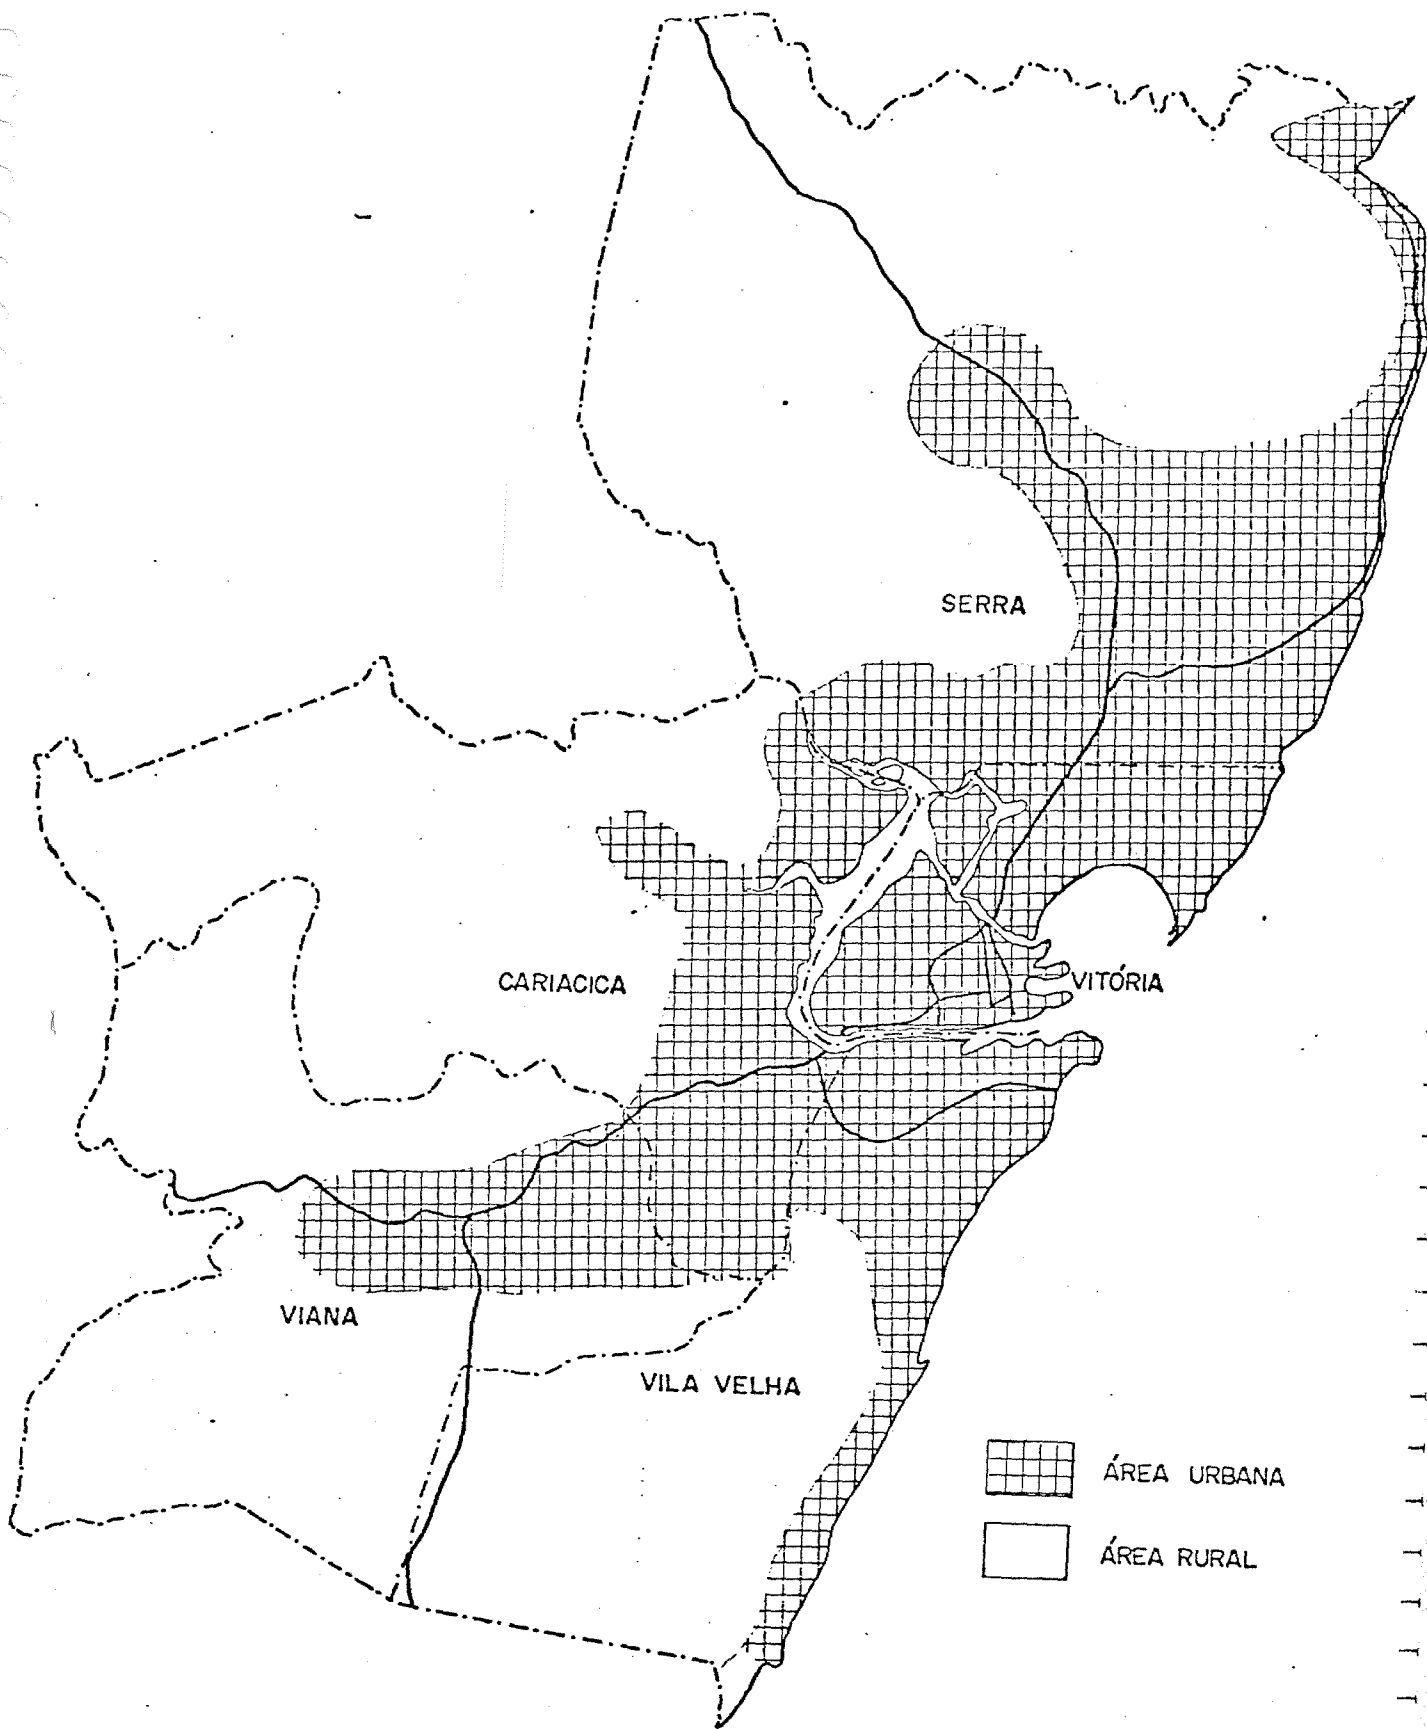 SERRA
CARIACICA
VITÓRIA
VIANA
VILA VELHA
ÁREA URBANA
ÁREA RURAL